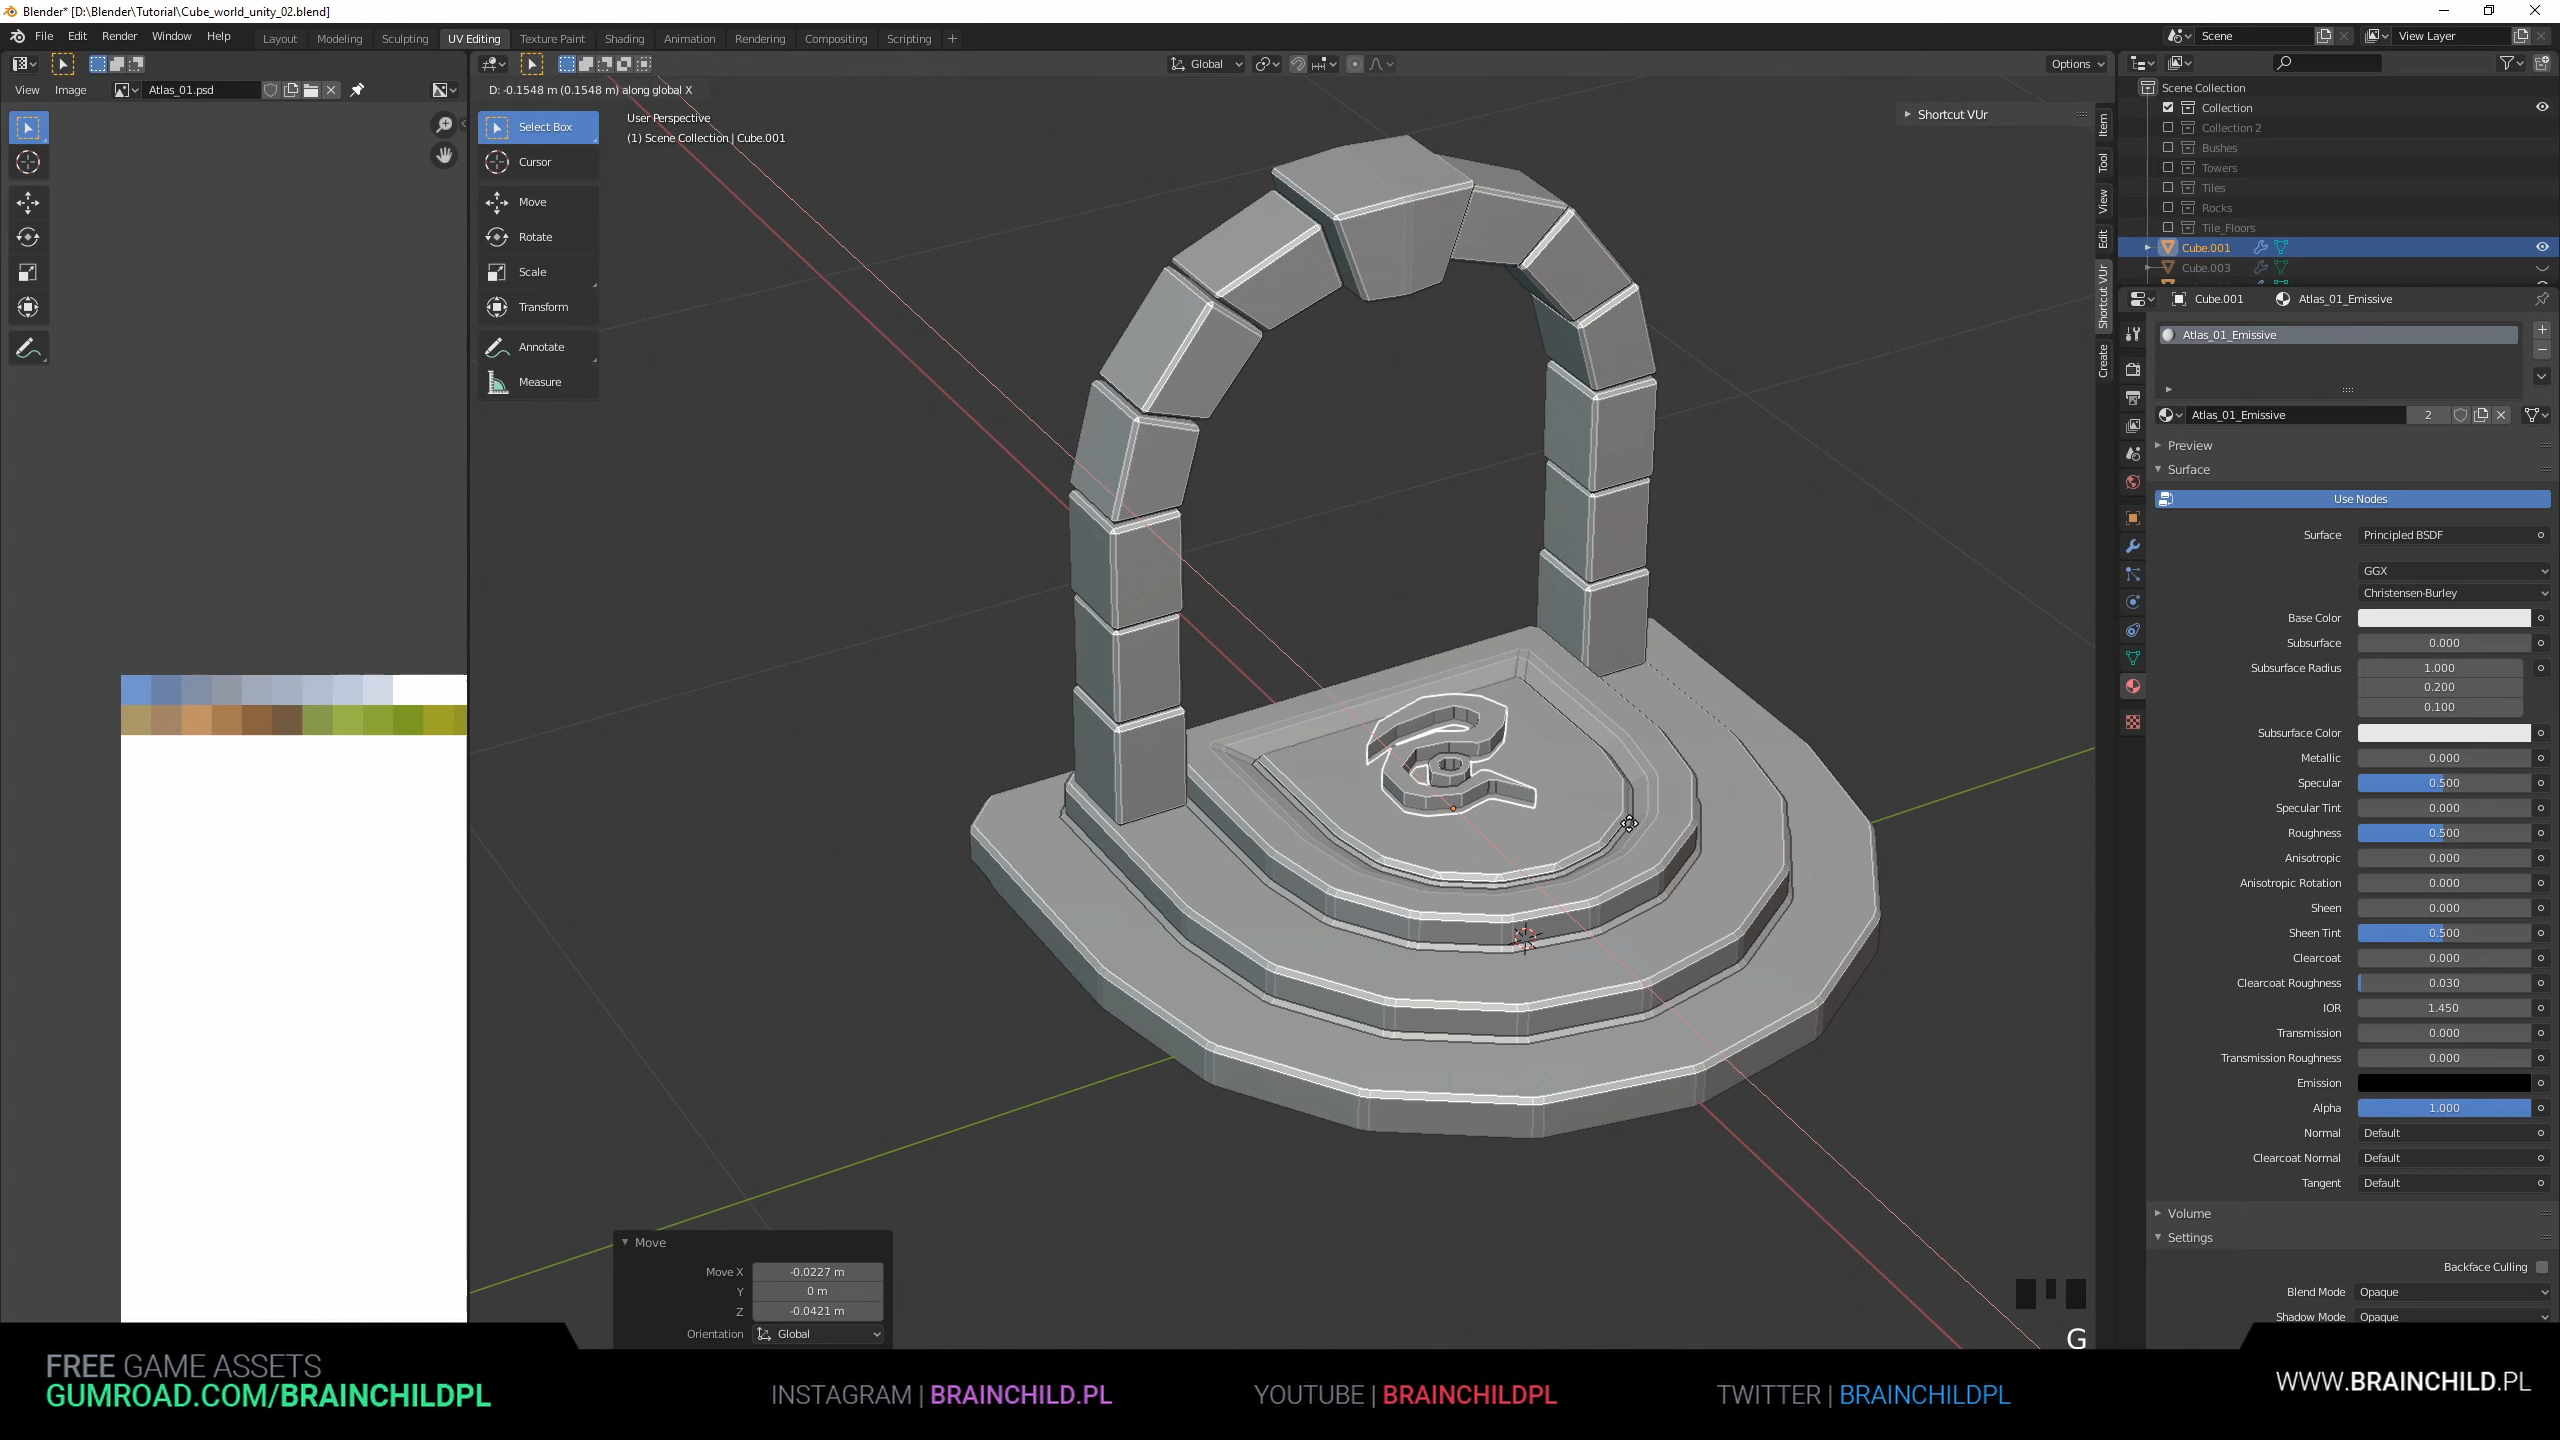 Blender* [D:\Blender\Tutorial\Cube_world_unity_02.blend]
File Edit Render Window Help
Layout Modeling Sculpting UV Editing Texture Paint Shading Animation Rendering Compositing Scripting +
Scene
View Layer
Global
Options
View Image
Atlas_01.psd
D: -0.1548 m (0.1548 m) along global X
User Perspective
(1) Scene Collection | Cube.001
Select Box
Cursor
Move
Rotate
Scale
Transform
Annotate
Measure
Shortcut VUr
Item
Tool
View
Edit
Shortcut VUr
Create
Scene Collection
Collection
Collection 2
Bushes
Towers
Tiles
Rocks
Tile_Floors
Cube.001
Cube.003
Cube.001
Atlas_01_Emissive
Atlas_01_Emissive
Atlas_01_Emissive 2
Preview
Surface
Use Nodes
Surface Principled BSDF
GGX
Christensen-Burley
Base Color
Subsurface 0.000
Subsurface Radius 1.000
0.200
0.100
Subsurface Color
Metallic 0.000
Specular 0.500
Specular Tint 0.000
Roughness 0.500
Anisotropic 0.000
Anisotropic Rotation 0.000
Sheen 0.000
Sheen Tint 0.500
Clearcoat 0.000
Clearcoat Roughness 0.030
IOR 1.450
Transmission 0.000
Transmission Roughness 0.000
Emission
Alpha 1.000
Normal Default
Clearcoat Normal Default
Tangent Default
Volume
Settings
Backface Culling
Blend Mode Opaque
Shadow Mode Opaque
Move
Move X -0.0227 m
Y 0 m
Z -0.0421 m
Orientation Global
G
FREE GAME ASSETS
GUMROAD.COM/BRAINCHILDPL
INSTAGRAM | BRAINCHILD.PL
YOUTUBE | BRAINCHILDPL
TWITTER | BRAINCHILDPL
WWW.BRAINCHILD.PL